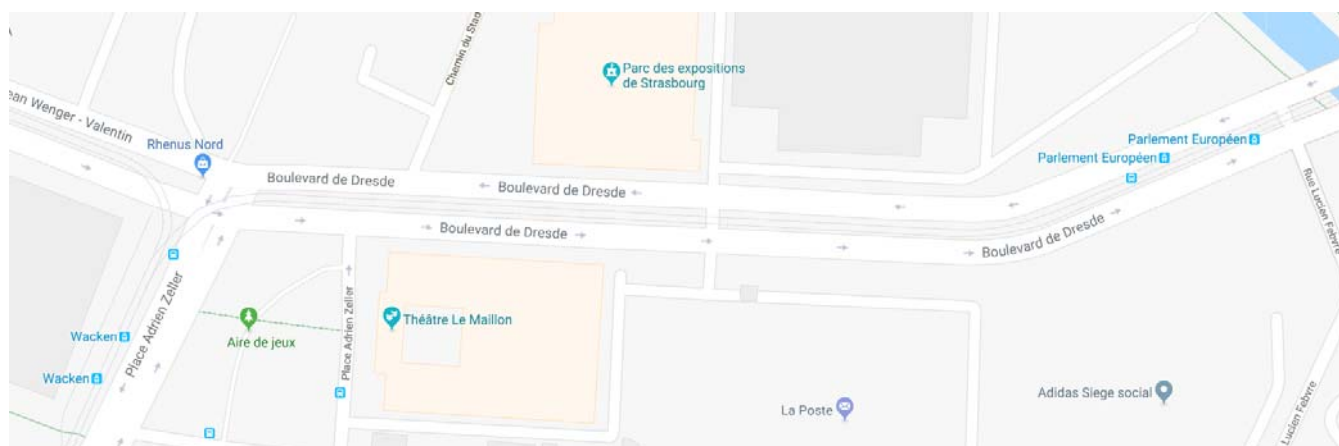 Chemin du Stad
Parc des expositions
de Strasbourg
ean Wenger - Valentin
Rhenus Nord
Parlement Européen
Parlement Européen
Boulevard de Dresde
Boulevard de Dresde
Rue Lucien Febvre
Boulevard de Dresde
Boulevard de Dresde
Place Adrien Zeller
Théâtre Le Maillon
Wacken
Aire de jeux
Place Adrien Zeller
Wacken
Adidas Siege social
La Poste
Lucien Febvre